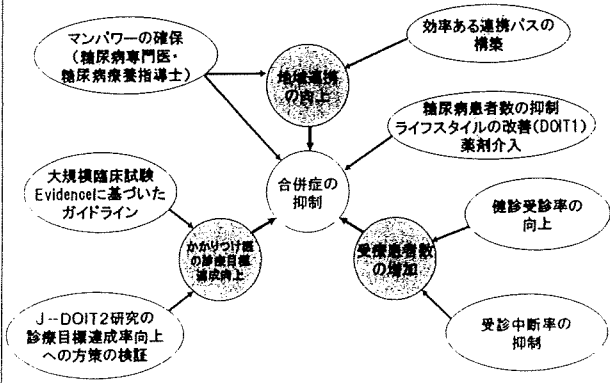 マンパワーの確保
(糖尿病専門医・
糖尿病療養指導士)
効率ある連携パスの
構築
地域連携
の向上
糖尿病患者数の抑制
ライフスタイルの改善(DOIT1)
薬剤介入
大規模臨床試験
Evidenceに基づいた
ガイドライン
合併症の
抑制
健診受診率の
向上
かかりつけ医
の診療目標
達成向上
受療患者数
の増加
J--DOIT2研究の
診療目標達成率向上
への方策の検証
受診中断率の
抑制